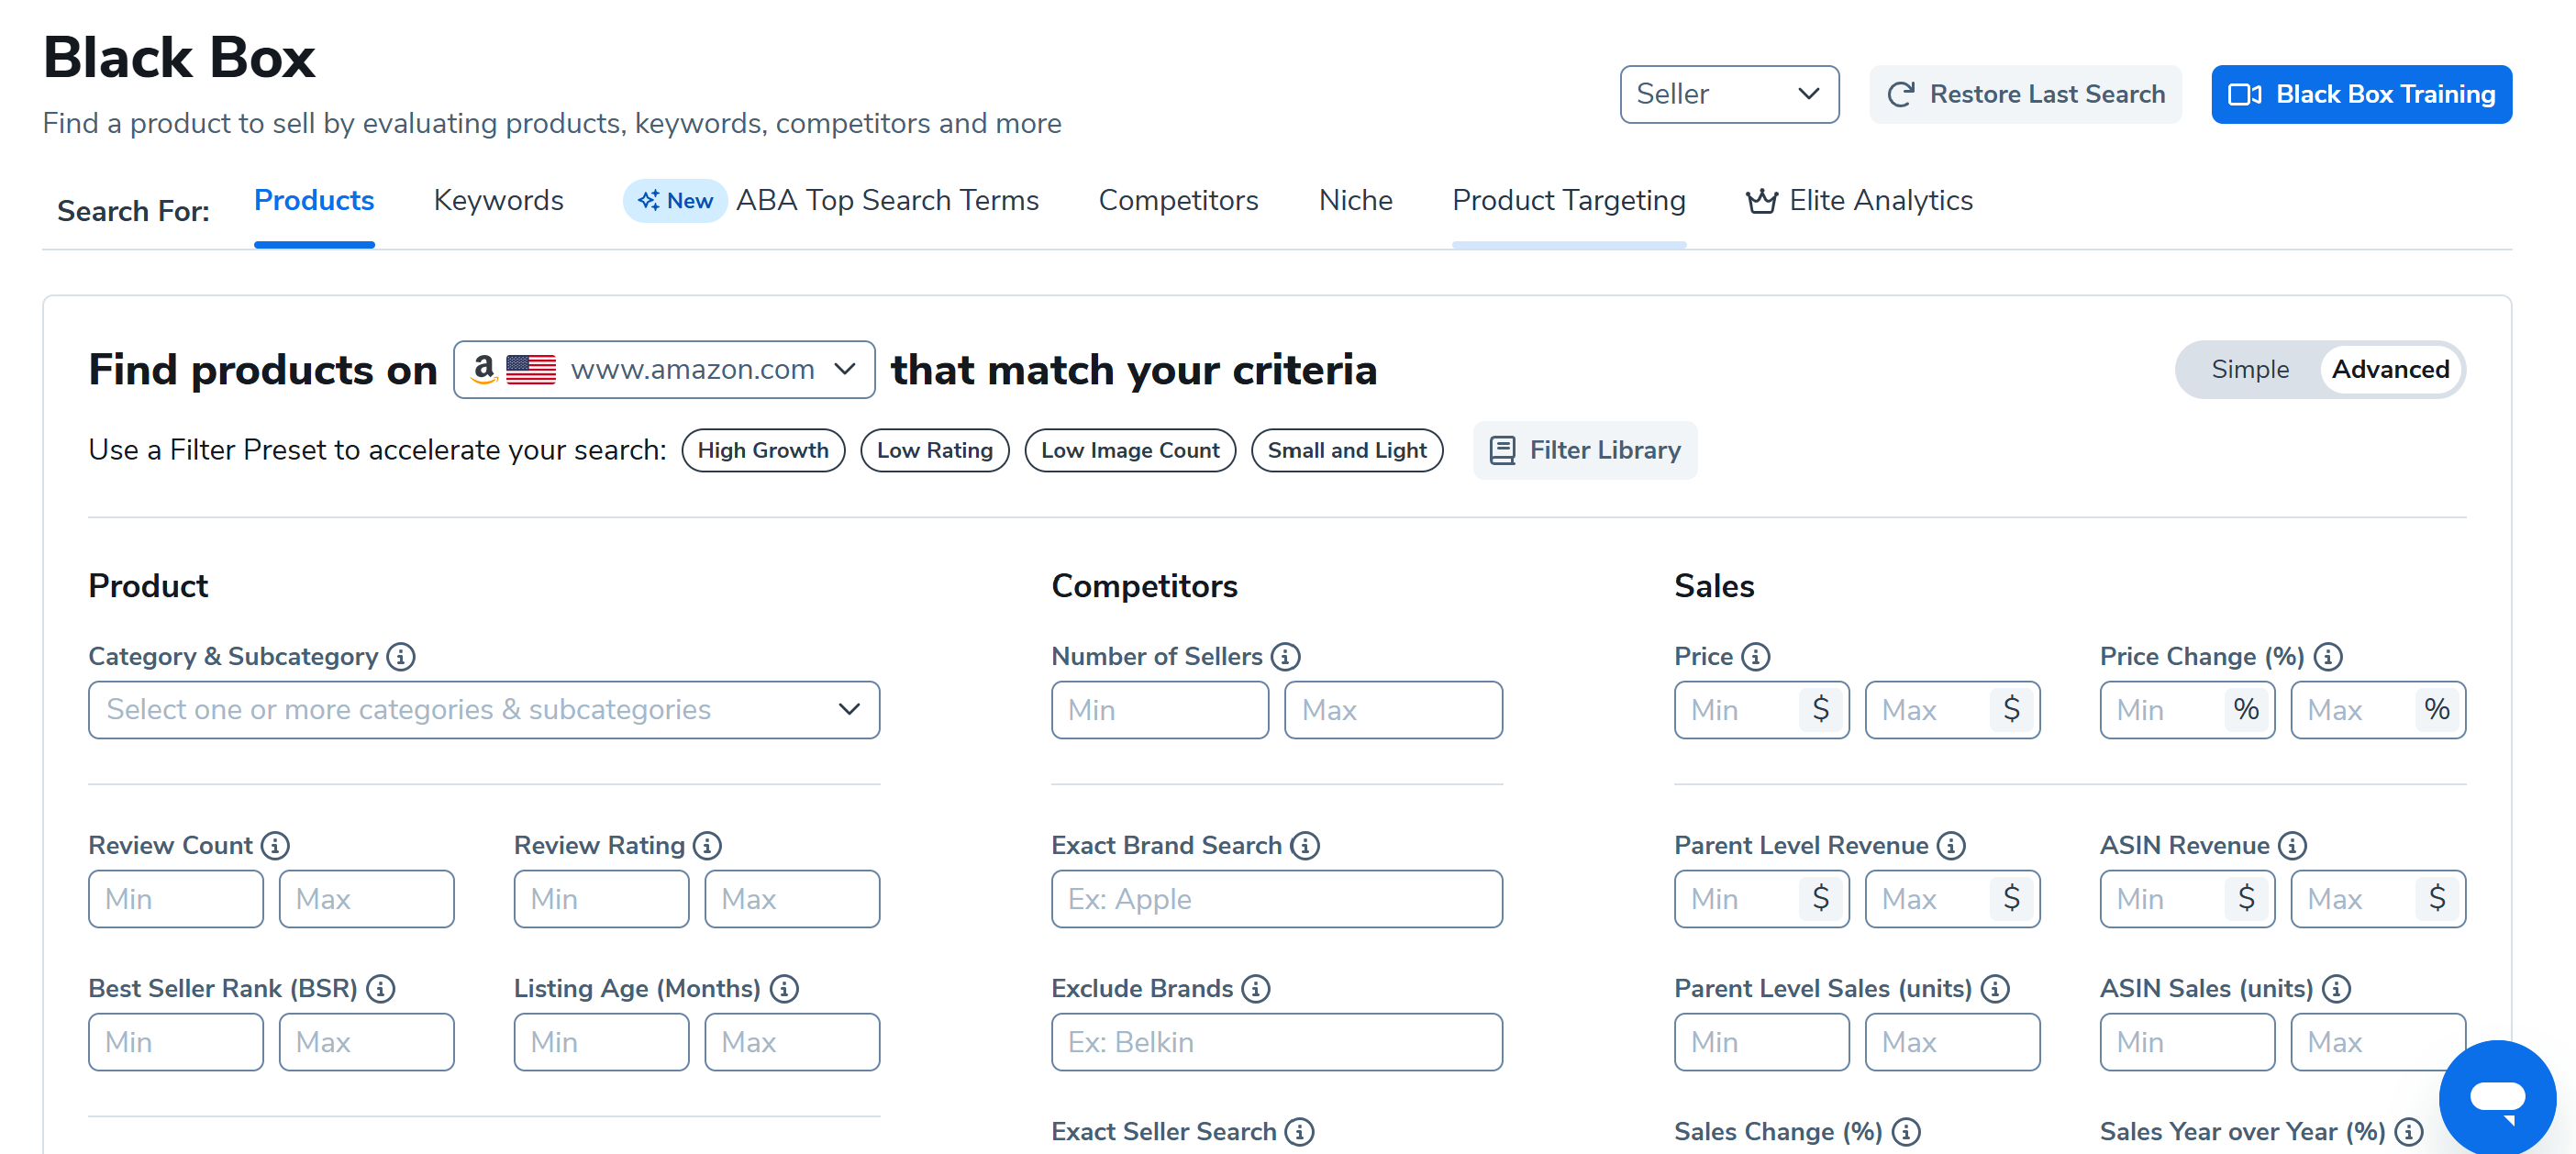 Black Box
Find a product to sell by evaluating products, keywords, competitors and more
Seller
Restore Last Search
Black Box Training
Search For: Products Keywords New ABA Top Search Terms Competitors Niche Product Targeting Elite Analytics
Find products on www.amazon.com that match your criteria
Simple Advanced
Use a Filter Preset to accelerate your search: High Growth Low Rating Low Image Count Small and Light Filter Library
Product
Category & Subcategory
Select one or more categories & subcategories
Review Count Review Rating
Min Max Min Max
Best Seller Rank (BSR) Listing Age (Months)
Min Max Min Max
Competitors
Number of Sellers
Min Max
Exact Brand Search
Ex: Apple
Exclude Brands
Ex: Belkin
Exact Seller Search
Sales
Price Price Change (%)
Min $ Max $ Min % Max %
Parent Level Revenue ASIN Revenue
Min $ Max $ Min $ Max $
Parent Level Sales (units) ASIN Sales (units)
Min Max Min Max
Sales Change (%) Sales Year over Year (%)